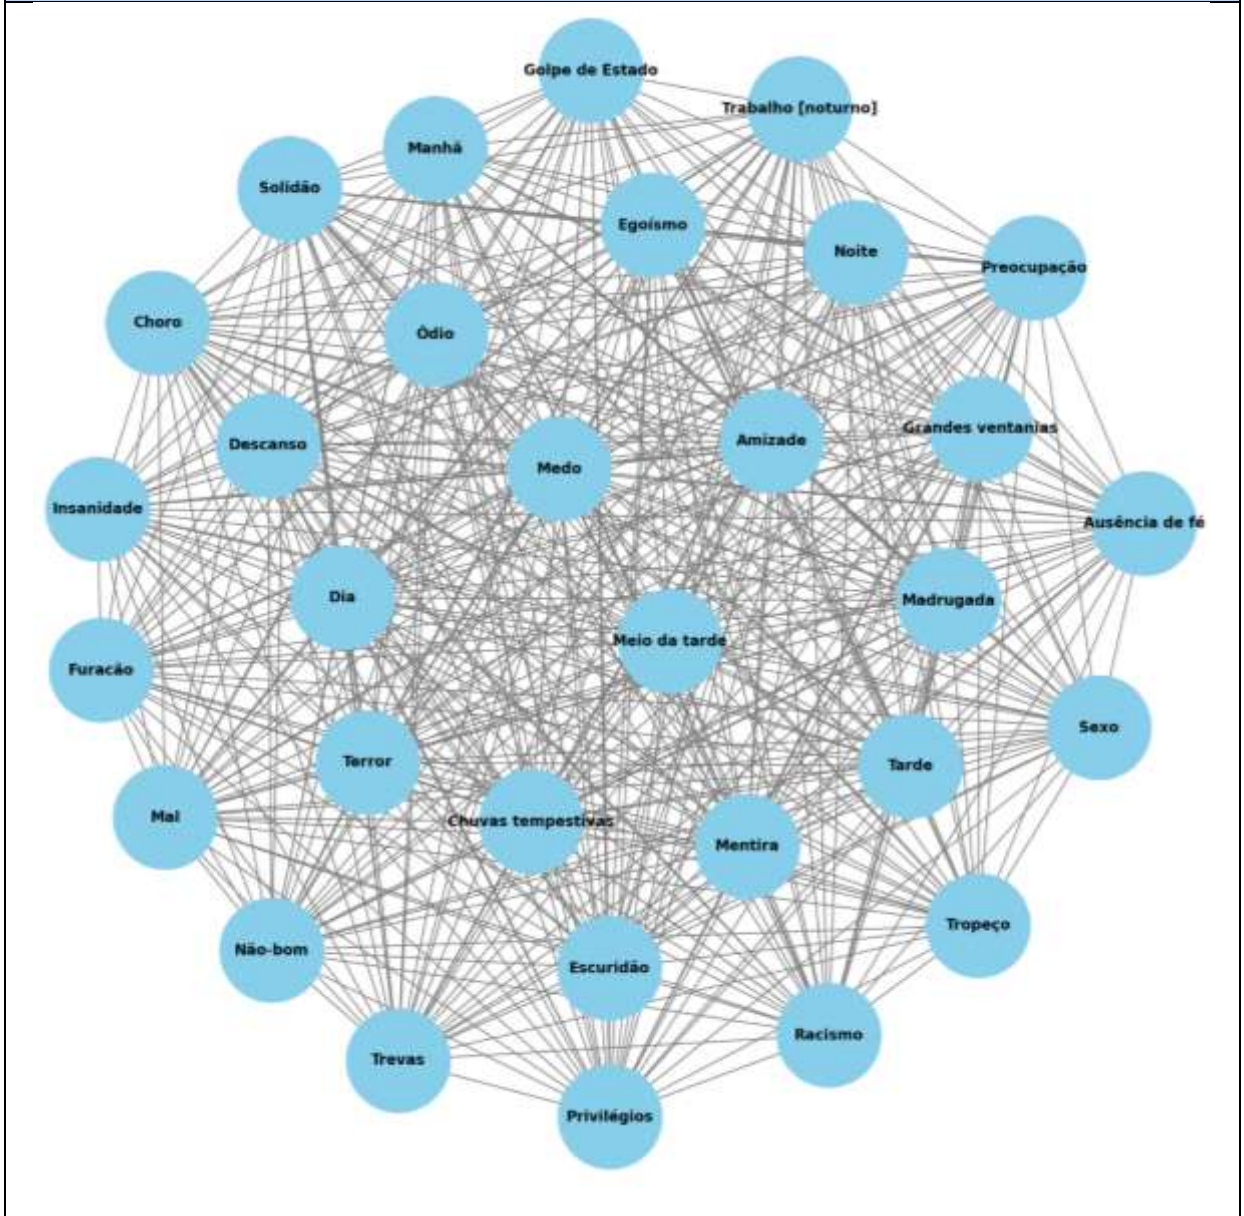 Golpe de Estado
Trabalho [noturno]
Manhã
Solidão
Egoísmo
Noite
Preocupação
Choro
Ódio
Grandes ventanias
Amizade
Descanso
Medo
Insanidade
Ausência de fé
Dia
Madrugada
Meio da tarde
Furacão
Sexo
Terror
Tarde
Mal
Chuvas tempestivas
Mentira
Tropeço
Não-bom
Escuridão
Racismo
Trevas
Privilégios